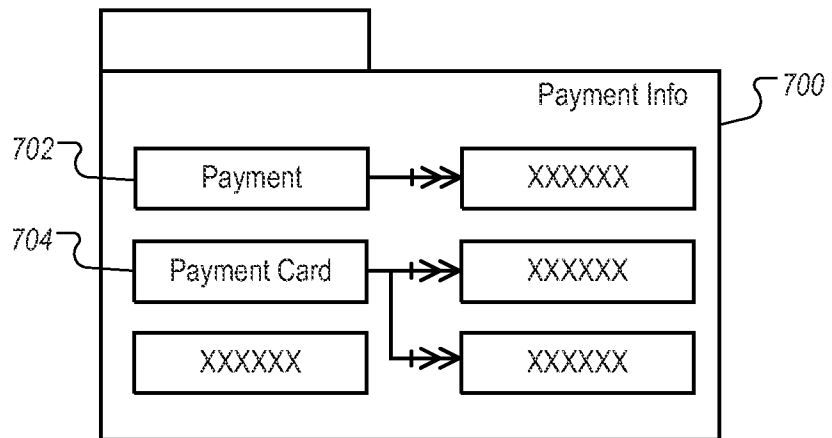 Payment Info
700
702
Payment
XXXXXX
704
Payment Card
XXXXXX
XXXXXX
XXXXXX